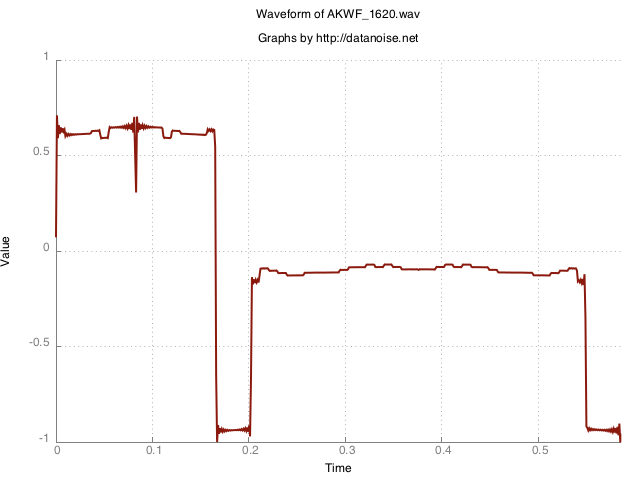 Waveform of AKWF_1620.wav
Graphs by http://datanoise.net
1
0.5
0
-0.5
-1
Value
0 0.1 0.2 0.3 0.4 0.5
Time